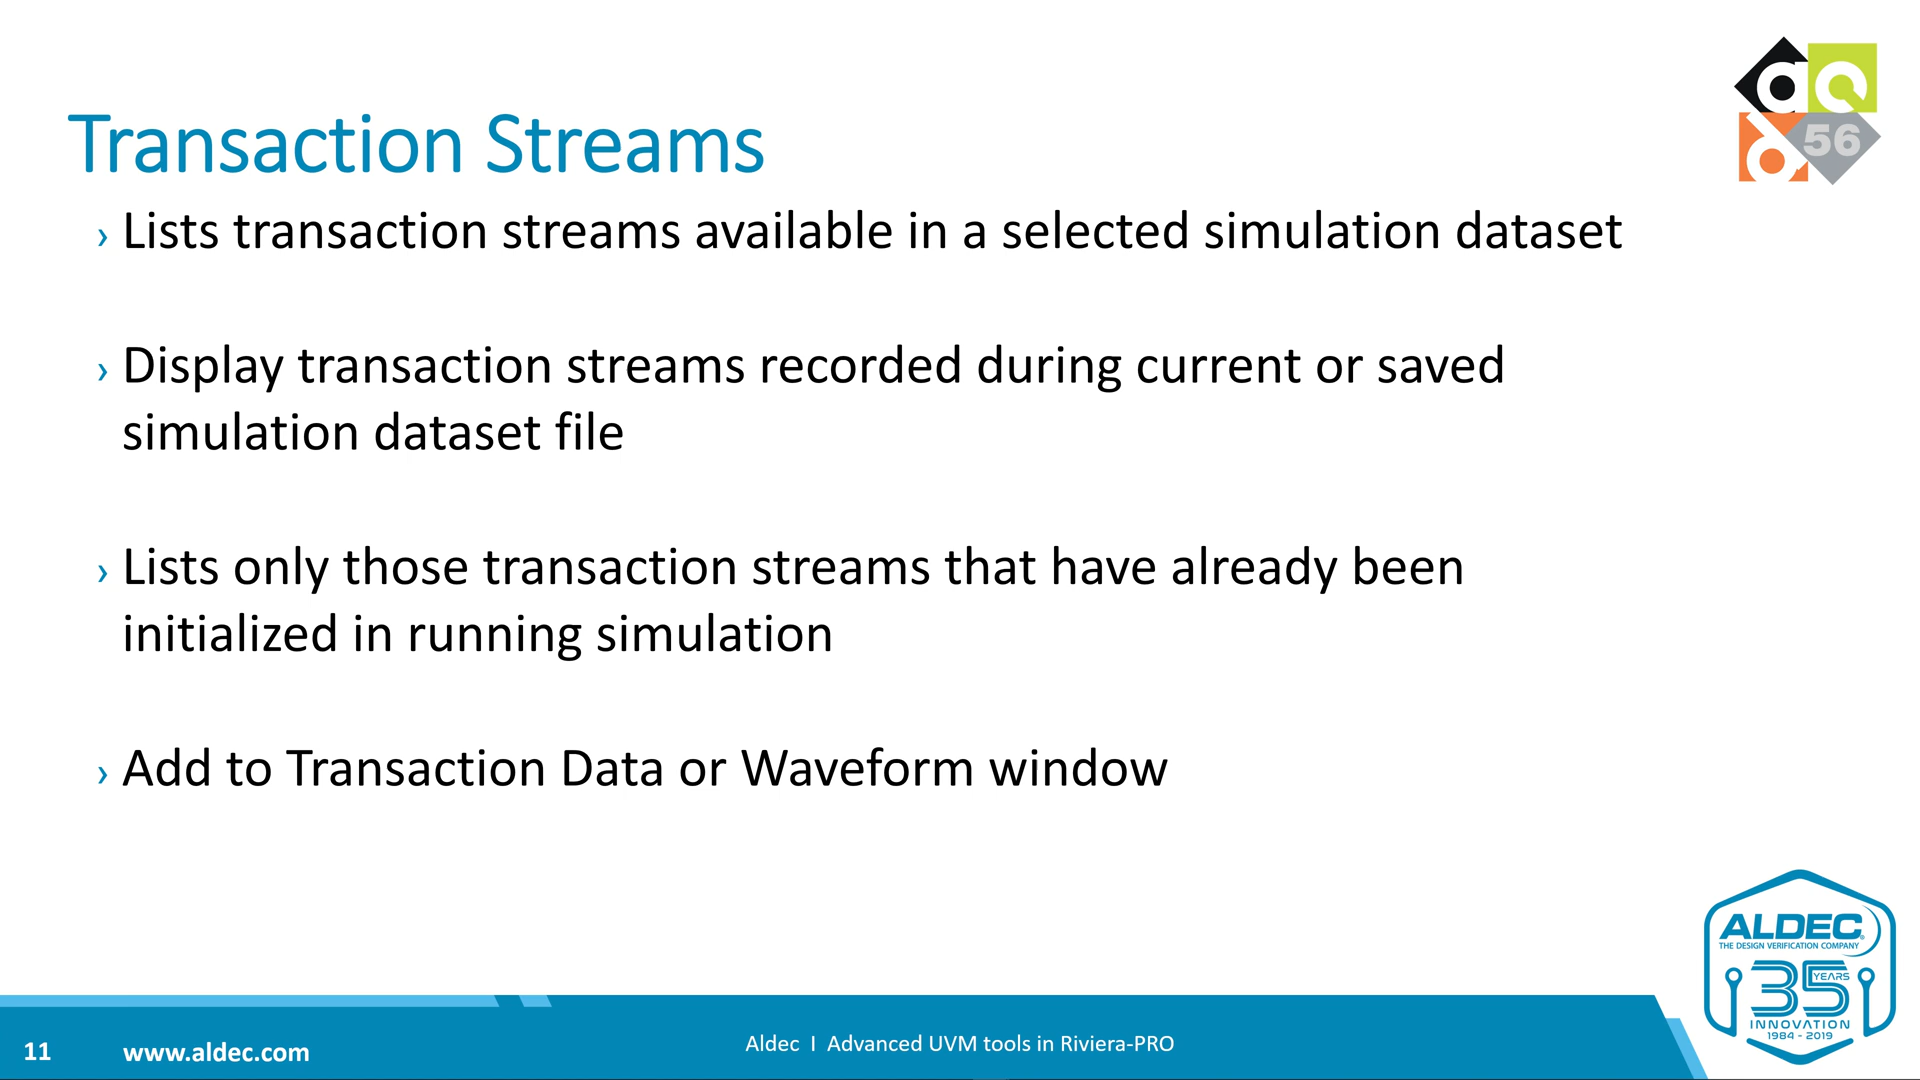 Transaction Streams
› Lists transaction streams available in a selected simulation dataset
› Display transaction streams recorded during current or saved
simulation dataset file
› Lists only those transaction streams that have already been
initialized in running simulation
› Add to Transaction Data or Waveform window
56
ALDEC®
THE DESIGN VERIFICATION COMPANY
35 YEARS
INNOVATION
1984 - 2019
11
www.aldec.com
Aldec I Advanced UVM tools in Riviera-PRO